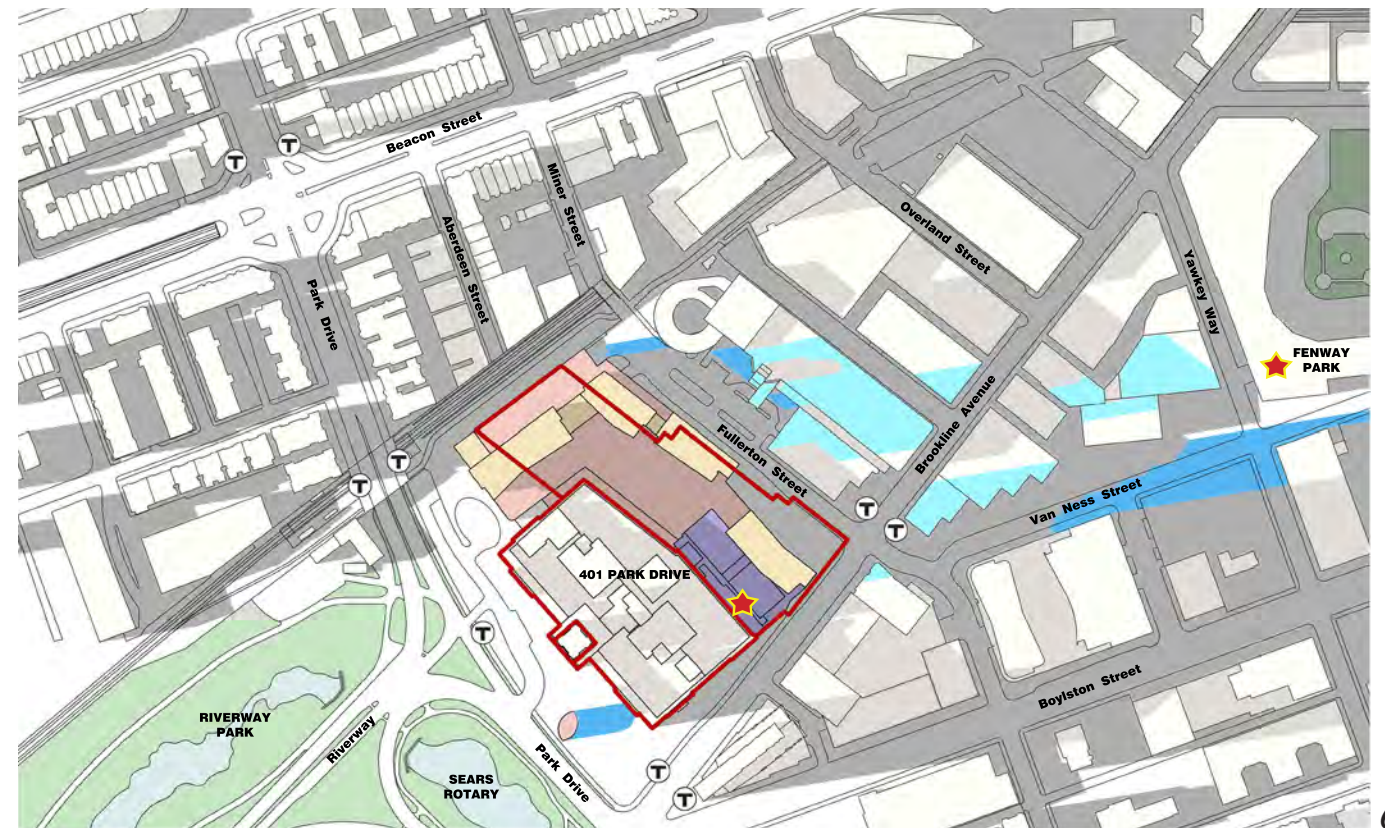 Beacon Street
T
T
Miner Street
Aberdeen Street
Overland Street
Yawkey Way
Park Drive
FENWAY
PARK
Brookline Avenue
Fullerton Street
T
T
Van Ness Street
T
T
401 PARK DRIVE
T
Boylston Street
RIVERWAY
PARK
Riverway
Park Drive
SEARS
ROTARY
T
T